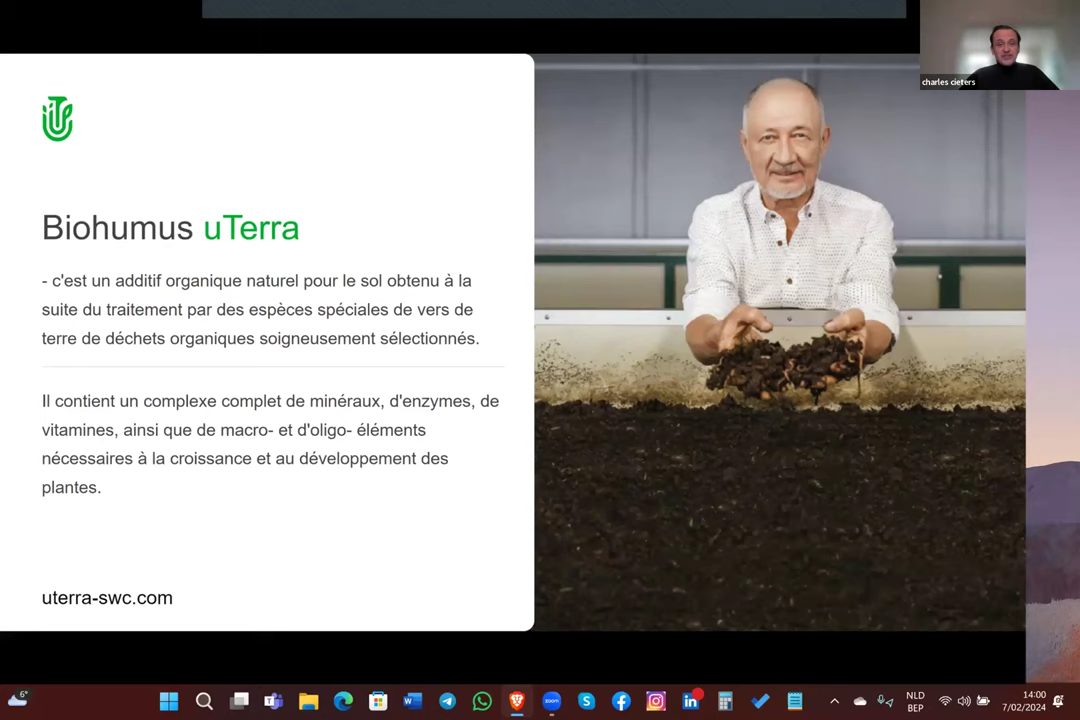 charles cieters
Biohumus uTerra
- c'est un additif organique naturel pour le sol obtenu à la
suite du traitement par des espèces spéciales de vers de
terre de déchets organiques soigneusement sélectionnés.
Il contient un complexe complet de minéraux, d'enzymes, de
vitamines, ainsi que de macro- et d'oligo- éléments
nécessaires à la croissance et au développement des
plantes.
uterra-swc.com
6°
zoom
NLD
BEP
14:00
7/02/2024